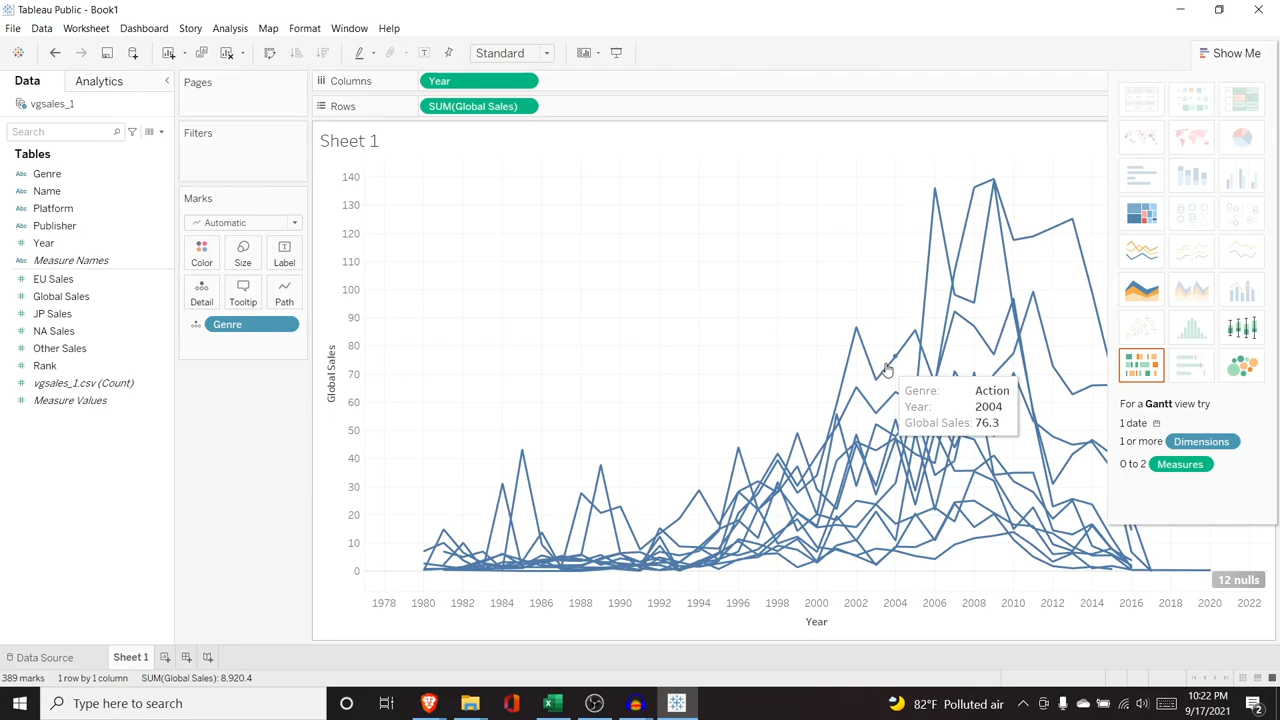 Tableau Public - Book1
File Data Worksheet Dashboard Story Analysis Map Format Window Help
Standard
Show Me
Data Analytics
vgsales_1
Search
Tables
Abc Genre
Abc Name
Abc Platform
Abc Publisher
# Year
Abc Measure Names
# EU Sales
# Global Sales
# JP Sales
# NA Sales
# Other Sales
# Rank
# vgsales_1.csv (Count)
# Measure Values
Pages
Filters
Marks
Automatic
Color Size Label
Detail Tooltip Path
Genre
Columns Year
Rows SUM(Global Sales)
Sheet 1
140
130
120
110
100
90
80
70
60
50
40
30
20
10
0
Global Sales
1978 1980 1982 1984 1986 1988 1990 1992 1994 1996 1998 2000 2002 2004 2006 2008 2010 2012 2014 2016 2018 2020 2022
Year
Genre: Action
Year: 2004
Global Sales: 76.3
12 nulls
For a Gantt view try
1 date
1 or more Dimensions
0 to 2 Measures
Data Source Sheet 1
389 marks 1 row by 1 column SUM(Global Sales): 8,920.4
Type here to search
82°F Polluted air
10:22 PM
9/17/2021
2